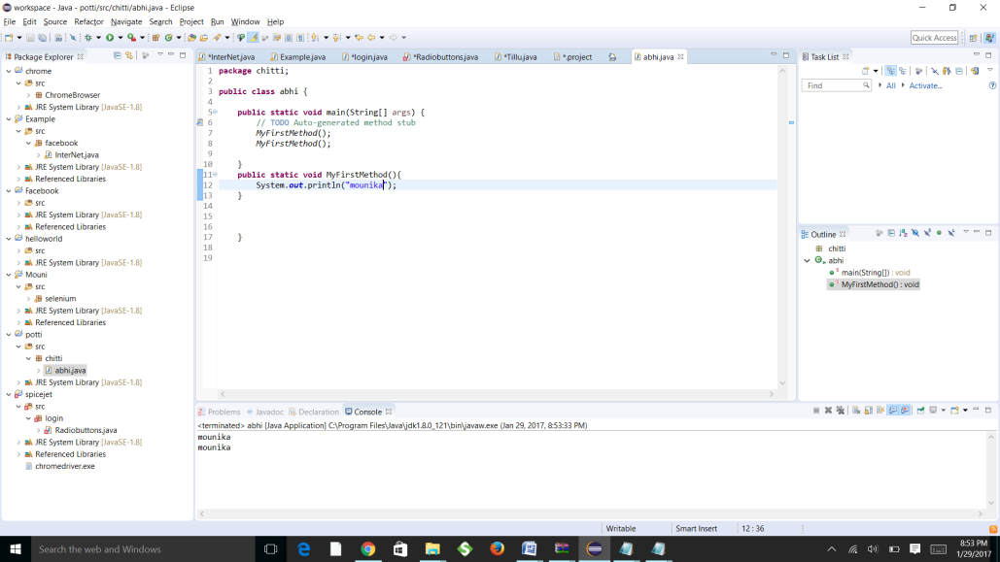 workspace - Java - potti/src/chitti/abhi.java - Eclipse
File Edit Source Refactor Navigate Search Project Run Window Help
Quick Access
Package Explorer
chrome
src
ChromeBrowser
JRE System Library [JavaSE-1.8]
Example
src
facebook
InterNet.java
JRE System Library [JavaSE-1.8]
Referenced Libraries
Facebook
src
JRE System Library [JavaSE-1.8]
Referenced Libraries
helloworld
src
JRE System Library [JavaSE-1.8]
Mouni
src
selenium
JRE System Library [JavaSE-1.8]
Referenced Libraries
potti
src
chitti
abhi.java
JRE System Library [JavaSE-1.8]
spicejet
src
login
Radiobuttons.java
JRE System Library [JavaSE-1.8]
Referenced Libraries
chromedriver.exe
*InterNet.java Example.java *login.java *Radiobuttons.java *Tillu.java *.project abhi.java
1 package chitti;
2
3 public class abhi {
4
5 public static void main(String[] args) {
6 // TODO Auto-generated method stub
7 MyFirstMethod();
8 MyFirstMethod();
9
10 }
11 public static void MyFirstMethod(){
12 System.out.println("mounika");
13 }
14
15
16
17 }
18
19
Task List
Find All Activate...
Outline
chitti
abhi
main(String[]) : void
MyFirstMethod() : void
Problems Javadoc Declaration Console
<terminated> abhi [Java Application] C:\Program Files\Java\jdk1.8.0_121\bin\javaw.exe (Jan 29, 2017, 8:53:33 PM)
mounika
mounika
Writable Smart Insert 12 : 36
Search the web and Windows
8:53 PM
1/29/2017